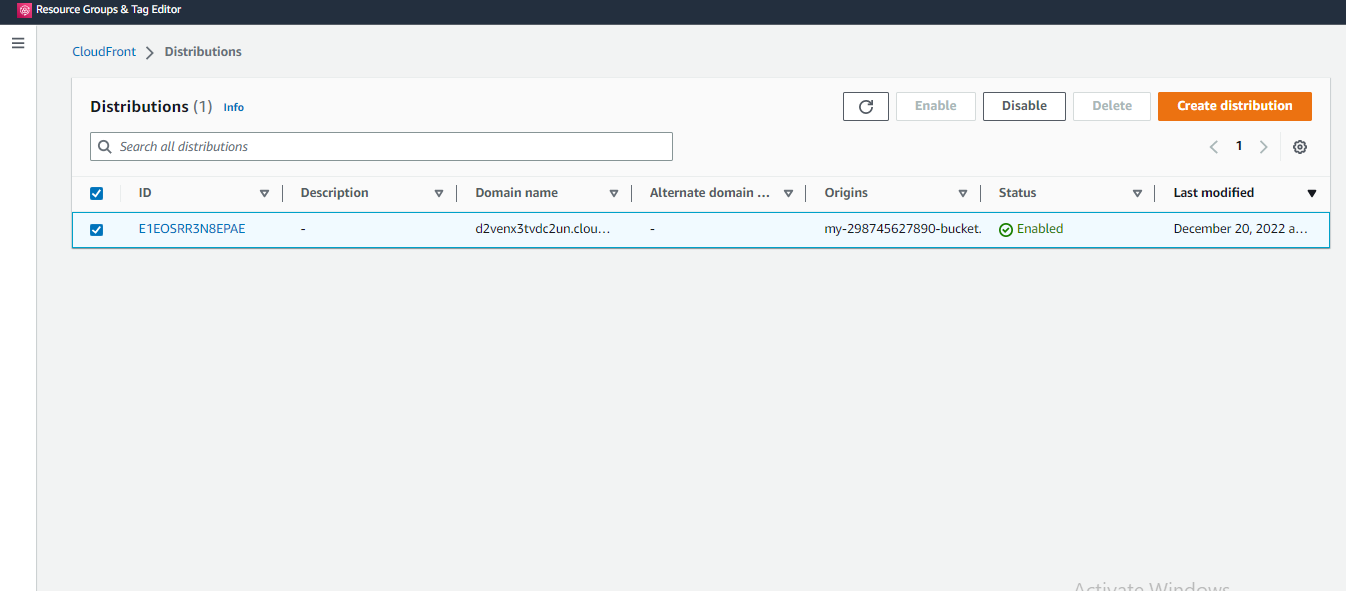 Resource Groups & Tag Editor
CloudFront Distributions
Distributions (1) Info
Enable Disable Delete Create distribution
Search all distributions
1
ID Description Domain name Alternate domain ... Origins Status Last modified
E1EOSRR3N8EPAE - d2venx3tvdc2un.clou... - my-298745627890-bucket. Enabled December 20, 2022 a...
Activate Windows